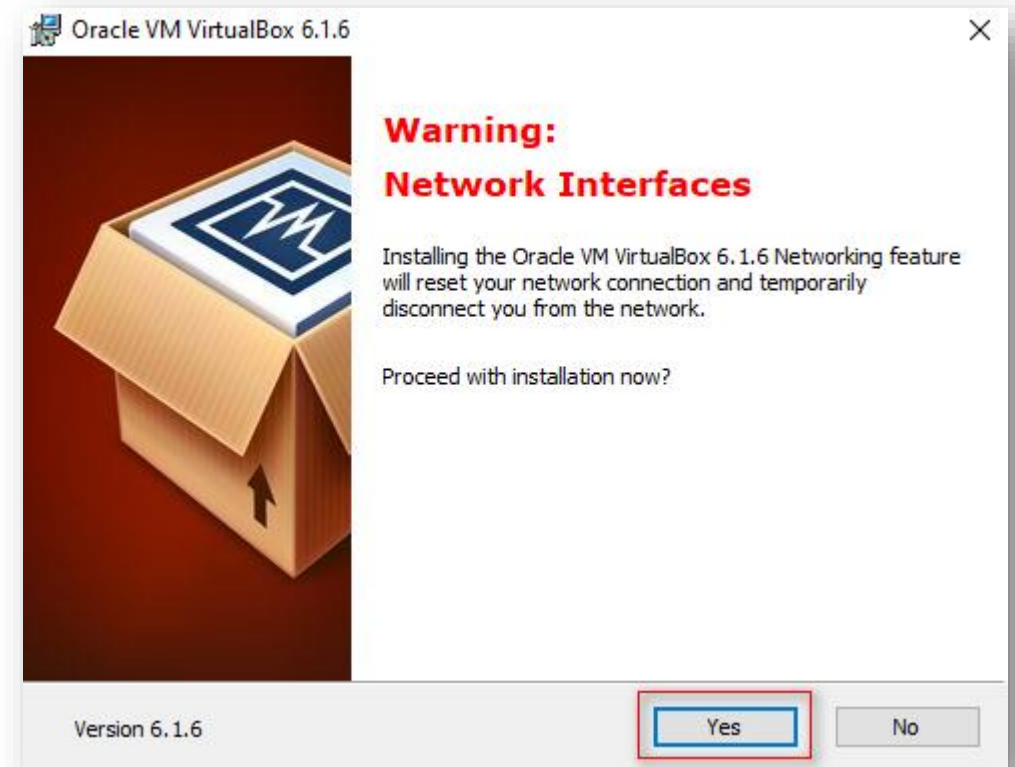 Oracle VM VirtualBox 6.1.6
Warning:
Network Interfaces
Installing the Oracle VM VirtualBox 6.1.6 Networking feature
will reset your network connection and temporarily
disconnect you from the network.
Proceed with installation now?
Version 6.1.6
Yes
No